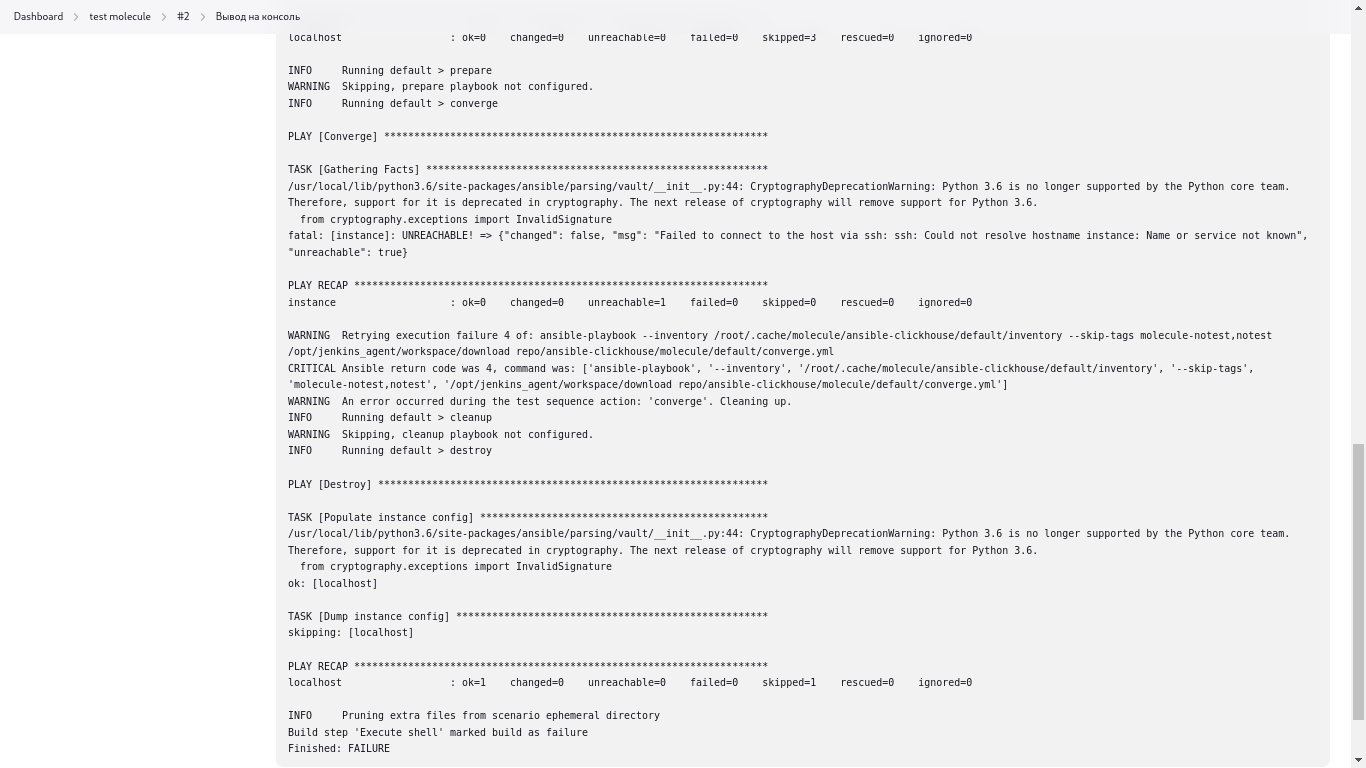 Dashboard > test molecule > #2 > Вывод на консоль
localhost : ok=0 changed=0 unreachable=0 failed=0 skipped=3 rescued=0 ignored=0
INFO Running default > prepare
WARNING Skipping, prepare playbook not configured.
INFO Running default > converge
PLAY [Converge] ****************************************************************
TASK [Gathering Facts] *********************************************************
/usr/local/lib/python3.6/site-packages/ansible/parsing/vault/__init__.py:44: CryptographyDeprecationWarning: Python 3.6 is no longer supported by the Python core team.
Therefore, support for it is deprecated in cryptography. The next release of cryptography will remove support for Python 3.6.
from cryptography.exceptions import InvalidSignature
fatal: [instance]: UNREACHABLE! => {"changed": false, "msg": "Failed to connect to the host via ssh: ssh: Could not resolve hostname instance: Name or service not known",
"unreachable": true}
PLAY RECAP *********************************************************************
instance : ok=0 changed=0 unreachable=1 failed=0 skipped=0 rescued=0 ignored=0
WARNING Retrying execution failure 4 of: ansible-playbook --inventory /root/.cache/molecule/ansible-clickhouse/default/inventory --skip-tags molecule-notest,notest
/opt/jenkins_agent/workspace/download repo/ansible-clickhouse/molecule/default/converge.yml
CRITICAL Ansible return code was 4, command was: ['ansible-playbook', '--inventory', '/root/.cache/molecule/ansible-clickhouse/default/inventory', '--skip-tags',
'molecule-notest,notest', '/opt/jenkins_agent/workspace/download repo/ansible-clickhouse/molecule/default/converge.yml']
WARNING An error occurred during the test sequence action: 'converge'. Cleaning up.
INFO Running default > cleanup
WARNING Skipping, cleanup playbook not configured.
INFO Running default > destroy
PLAY [Destroy] *****************************************************************
TASK [Populate instance config] ************************************************
/usr/local/lib/python3.6/site-packages/ansible/parsing/vault/__init__.py:44: CryptographyDeprecationWarning: Python 3.6 is no longer supported by the Python core team.
Therefore, support for it is deprecated in cryptography. The next release of cryptography will remove support for Python 3.6.
from cryptography.exceptions import InvalidSignature
ok: [localhost]
TASK [Dump instance config] ****************************************************
skipping: [localhost]
PLAY RECAP *********************************************************************
localhost : ok=1 changed=0 unreachable=0 failed=0 skipped=1 rescued=0 ignored=0
INFO Pruning extra files from scenario ephemeral directory
Build step 'Execute shell' marked build as failure
Finished: FAILURE